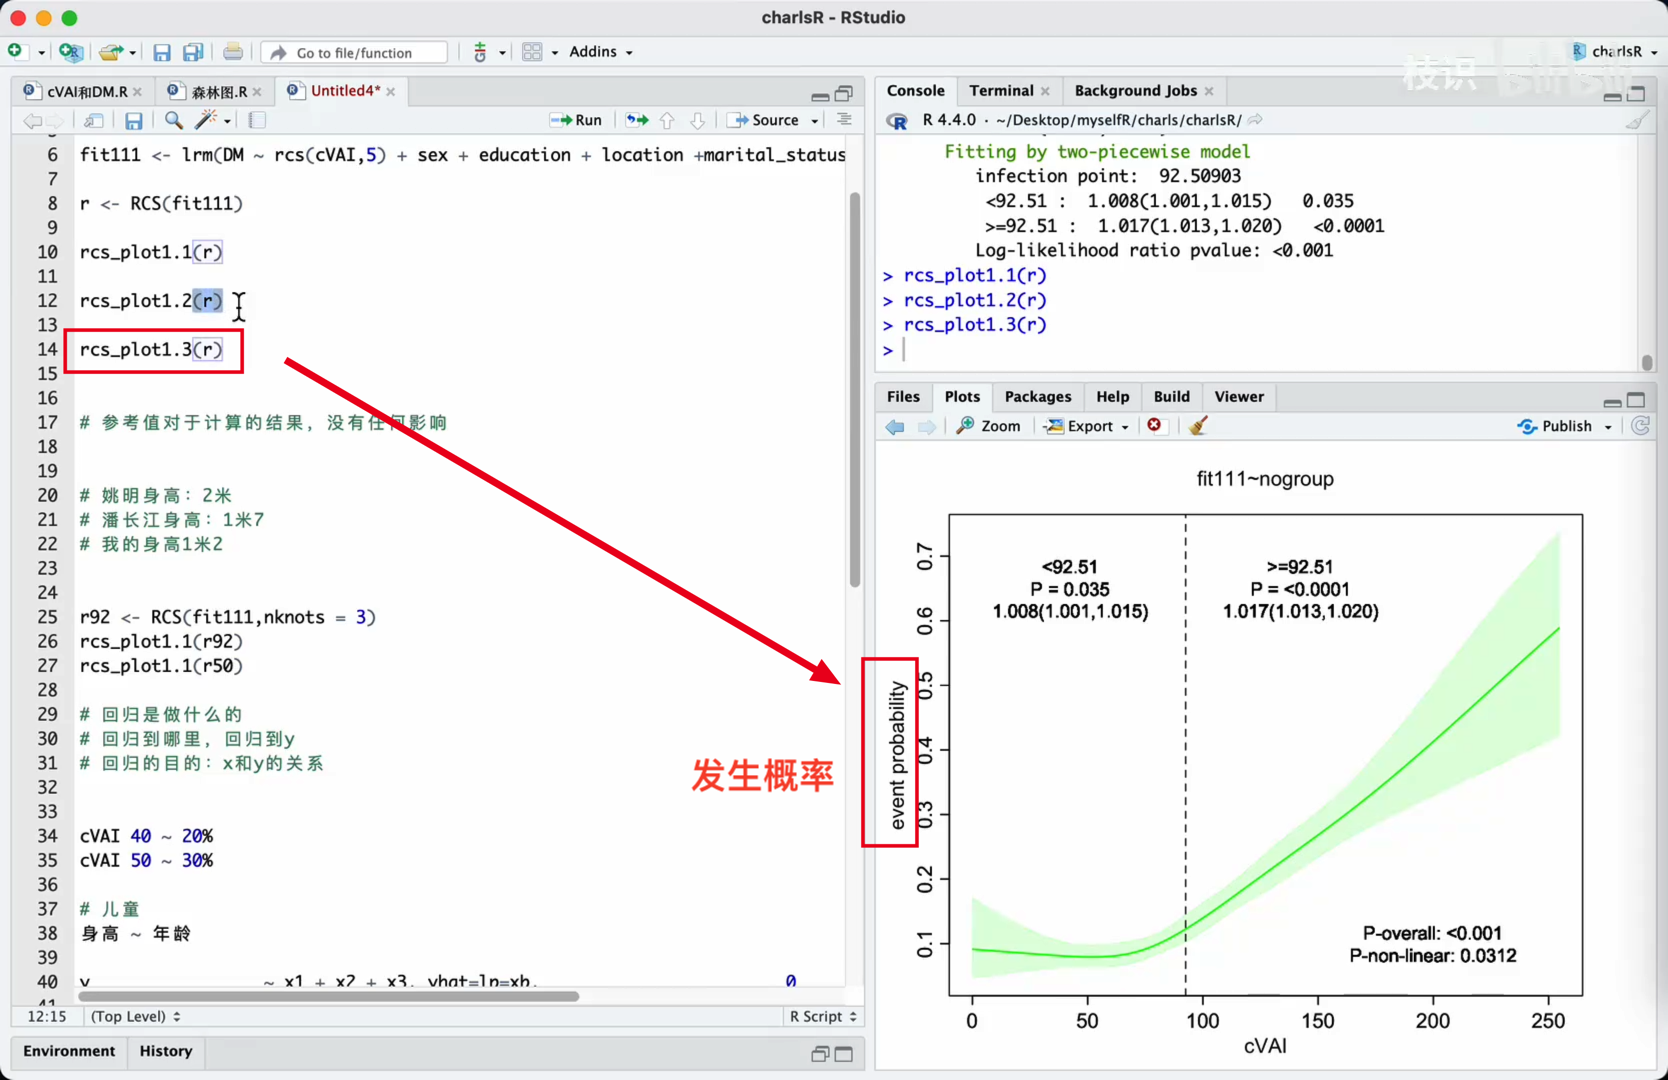 charlsR - RStudio
Go to file/function
Addins
charlsR
枝识 bilibili
cVAI和DM.R
森林图.R
Untitled4*
Run
Source
6 fit111 <- lrm(DM ~ rcs(cVAI,5) + sex + education + location +marital_status
7
8 r <- RCS(fit111)
9
10 rcs_plot1.1(r)
11
12 rcs_plot1.2(r)
13
14 rcs_plot1.3(r)
15
16
17 # 参考值对于计算的结果，没有任何影响
18
19
20 # 姚明身高：2米
21 # 潘长江身高：1米7
22 # 我的身高1米2
23
24
25 r92 <- RCS(fit111,nknots = 3)
26 rcs_plot1.1(r92)
27 rcs_plot1.1(r50)
28
29 # 回归是做什么的
30 # 回归到哪里，回归到y
31 # 回归的目的：x和y的关系
32
33
34 cVAI 40 ~ 20%
35 cVAI 50 ~ 30%
36
37 # 儿童
38 身高 ~ 年龄
39
40 y ~ x1 + x2 + x3, yhat=lp=xb, 0
41
发生概率
12:15 (Top Level) R Script
Environment History
Console Terminal Background Jobs
R 4.4.0 · ~/Desktop/myselfR/charls/charlsR/
Fitting by two-piecewise model
infection point: 92.50903
<92.51 : 1.008(1.001,1.015) 0.035
>=92.51 : 1.017(1.013,1.020) <0.0001
Log-likelihood ratio pvalue: <0.001
> rcs_plot1.1(r)
> rcs_plot1.2(r)
> rcs_plot1.3(r)
>
Files Plots Packages Help Build Viewer
Zoom Export Publish
fit111~nogroup
<92.51
P = 0.035
1.008(1.001,1.015)
>=92.51
P = <0.0001
1.017(1.013,1.020)
event probability
0.7
0.6
0.5
0.4
0.3
0.2
0.1
P-overall: <0.001
P-non-linear: 0.0312
0 50 100 150 200 250
cVAI